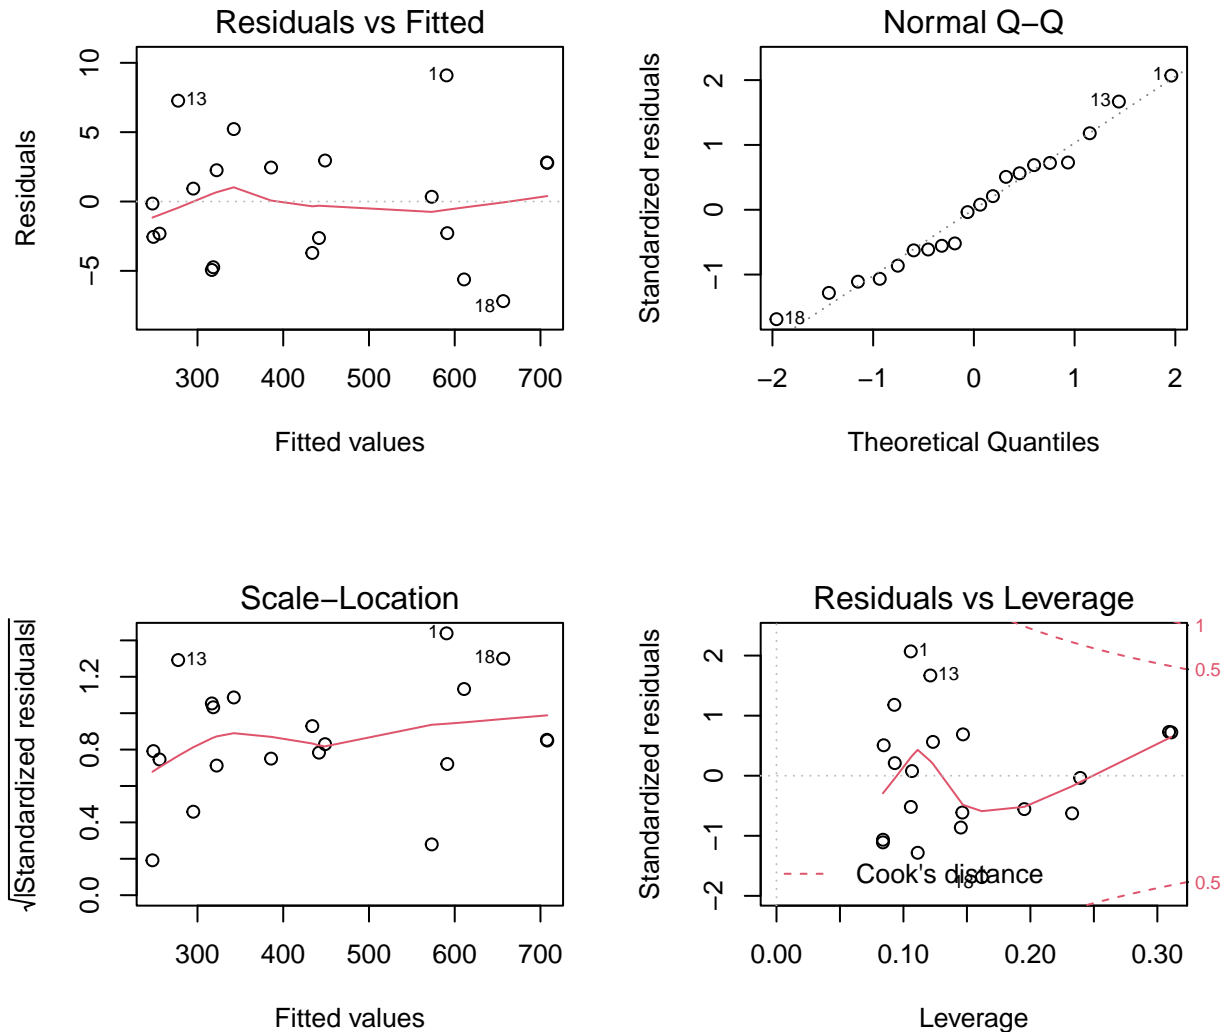 Residuals vs Fitted
Residuals
10
5
0
−5
1
13
18
300 400 500 600 700
Fitted values
Normal Q−Q
Standardized residuals
2
1
0
−1
13
1
18
−2 −1 0 1 2
Theoretical Quantiles
Scale−Location
√|Standardized residuals|
1.2
0.8
0.4
0.0
1
13
18
300 400 500 600 700
Fitted values
Residuals vs Leverage
Standardized residuals
2
1
0
−1
−2
1
0.5
0.5
1
13
18
Cook's distance
0.00 0.10 0.20 0.30
Leverage